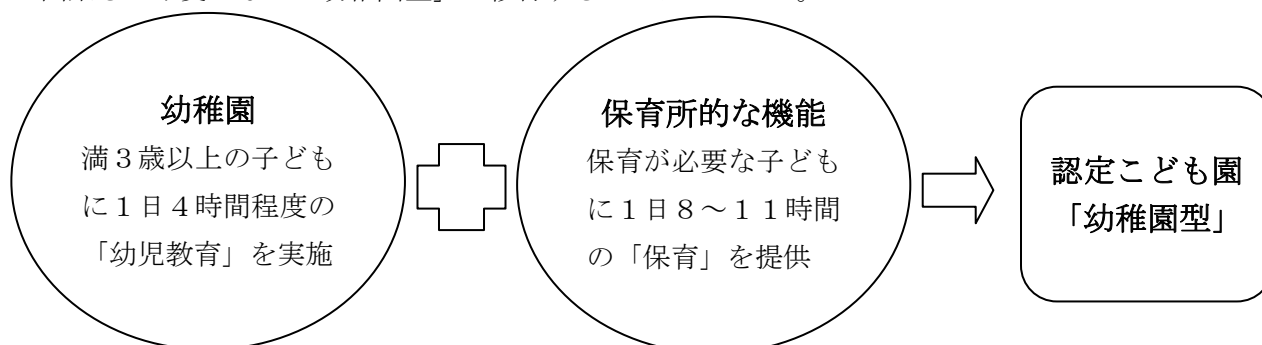 幼稚園
満３歳以上の子ども
に１日４時間程度の
「幼児教育」を実施
保育所的な機能
保育が必要な子ども
に１日８～１１時間
の「保育」を提供
認定こども園
「幼稚園型」